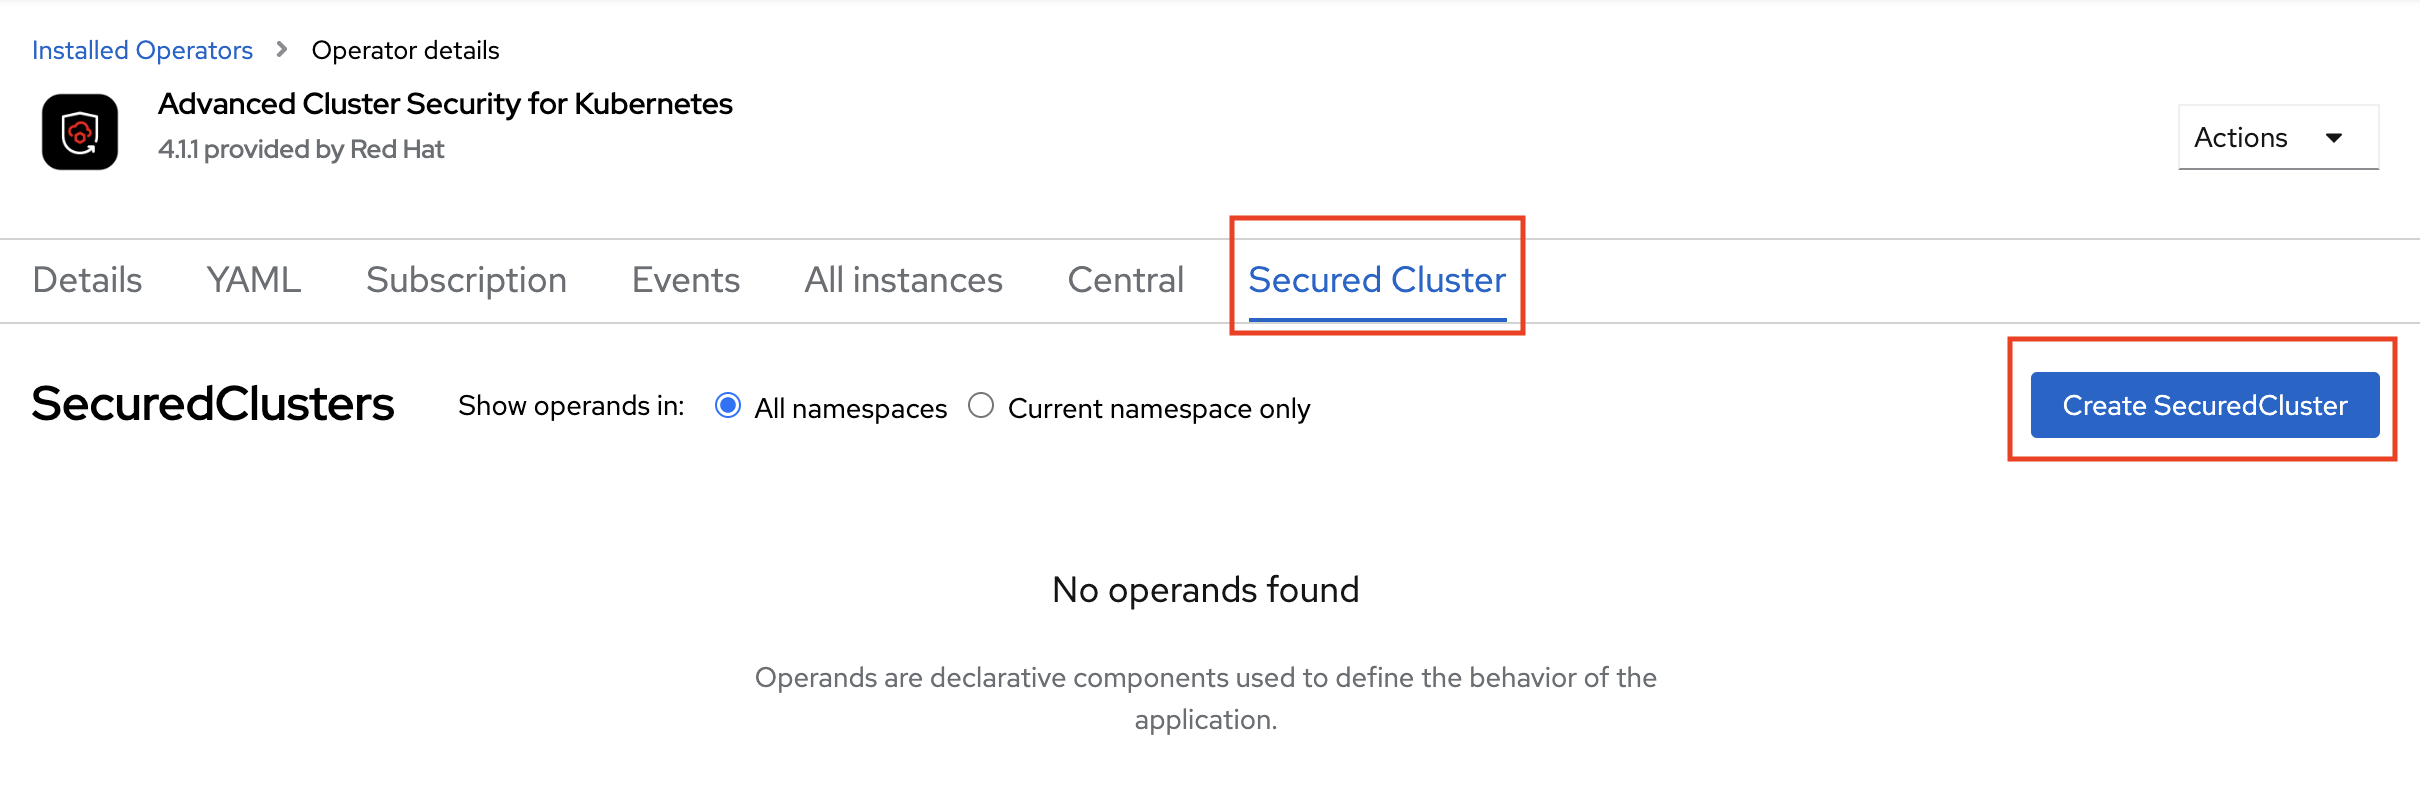 Installed Operators > Operator details
Advanced Cluster Security for Kubernetes
4.1.1 provided by Red Hat
Actions
Details YAML Subscription Events All instances Central Secured Cluster
SecuredClusters Show operands in: All namespaces Current namespace only Create SecuredCluster
No operands found
Operands are declarative components used to define the behavior of the
application.